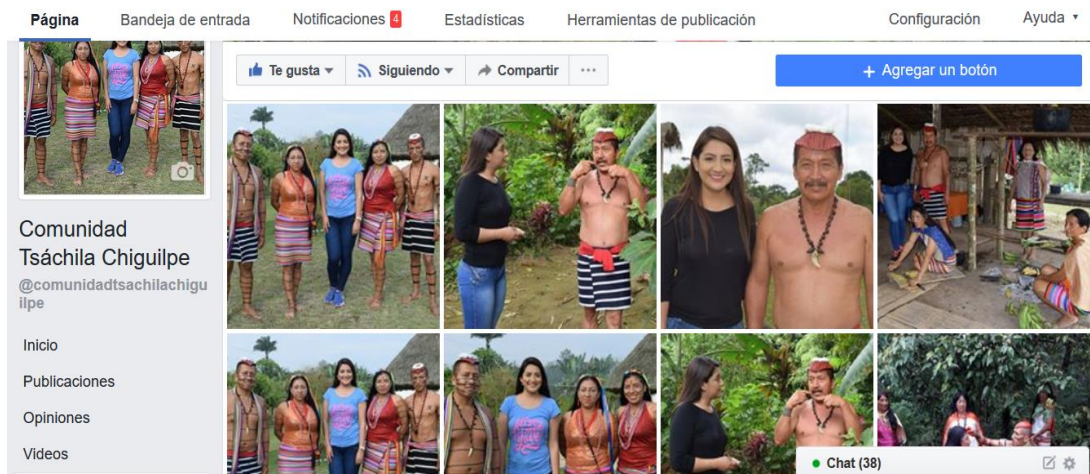 Página Bandeja de entrada Notificaciones 4 Estadísticas Herramientas de publicación Configuración Ayuda
Te gusta Siguiendo Compartir ... + Agregar un botón
Comunidad
Tsáchila Chiguilpe
@comunidadtsachilachigu
ilpe
Inicio
Publicaciones
Opiniones
Videos
Chat (38)